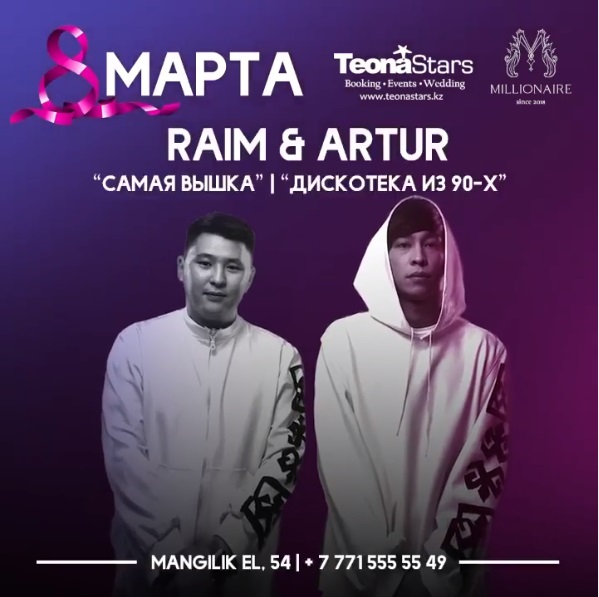 8 МАРТА
TeonaStars
Booking • Events • Wedding
www.teonastars.kz
M
MILLIONAIRE
since 2018
RAIM & ARTUR
“САМАЯ ВЫШКА” | “ДИСКОТЕКА ИЗ 90-Х”
MANGILIK EL, 54 | + 7 771 555 55 49